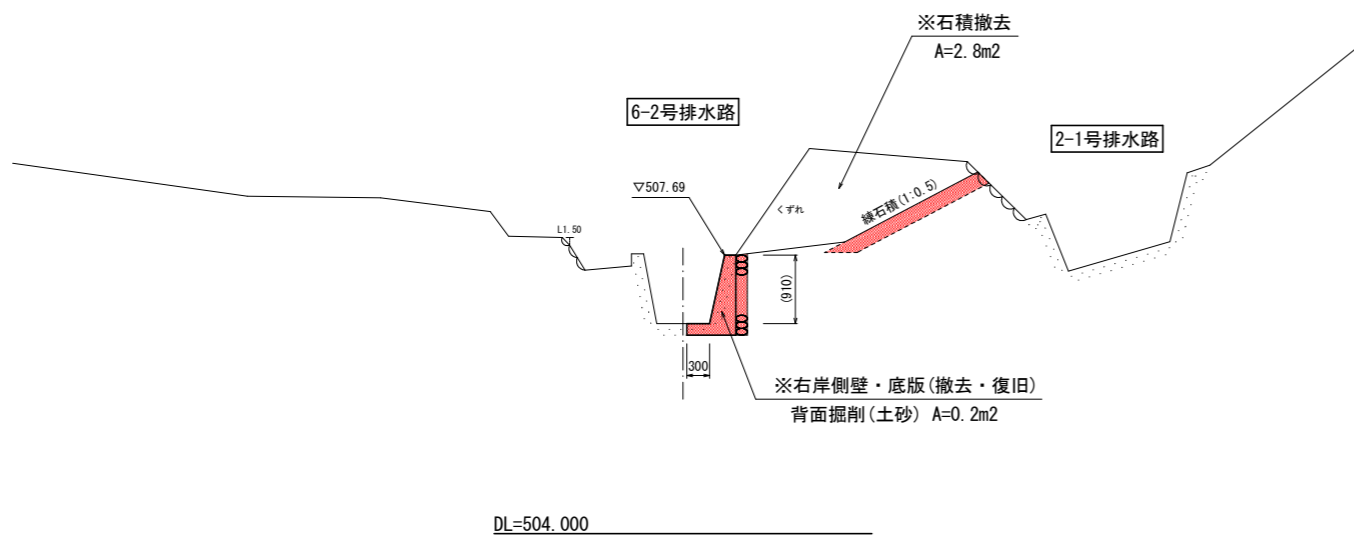 ※石積撤去
A=2.8m2
6-2号排水路
2-1号排水路
▽507.69
練石積(1:0.5)
くずれ
L1.50
(910)
300
※右岸側壁・底版(撤去・復旧)
背面掘削(土砂) A=0.2m2
DL=504.000